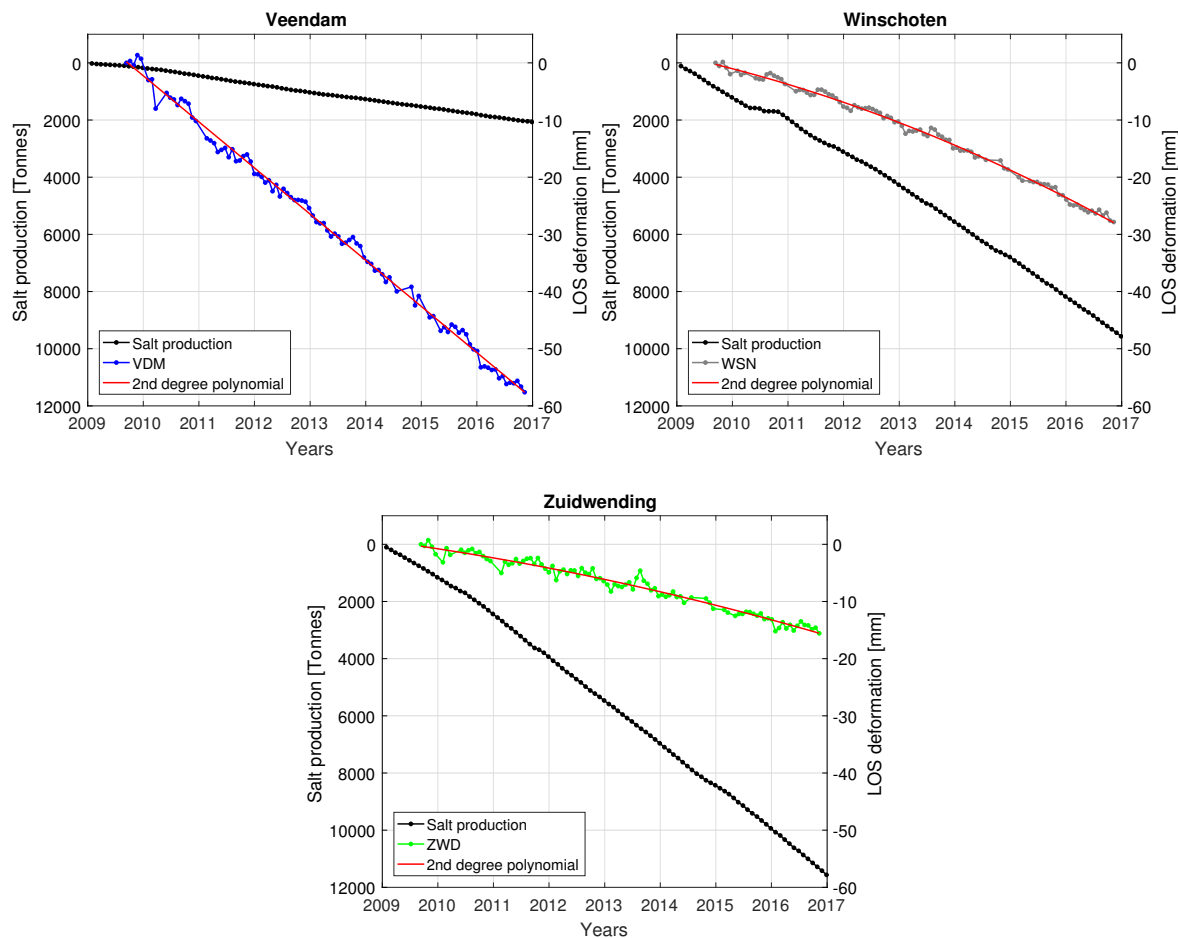 Veendam
0
2000
4000
6000
8000
10000
12000
Salt production [Tonnes]
0
-10
-20
-30
-40
-50
-60
LOS deformation [mm]
Salt production
VDM
2nd degree polynomial
2009 2010 2011 2012 2013 2014 2015 2016 2017
Years
Winschoten
0
2000
4000
6000
8000
10000
12000
Salt production [Tonnes]
0
-10
-20
-30
-40
-50
-60
LOS deformation [mm]
Salt production
WSN
2nd degree polynomial
2009 2010 2011 2012 2013 2014 2015 2016 2017
Years
Zuidwending
0
2000
4000
6000
8000
10000
12000
Salt production [Tonnes]
0
-10
-20
-30
-40
-50
-60
LOS deformation [mm]
Salt production
ZWD
2nd degree polynomial
2009 2010 2011 2012 2013 2014 2015 2016 2017
Years